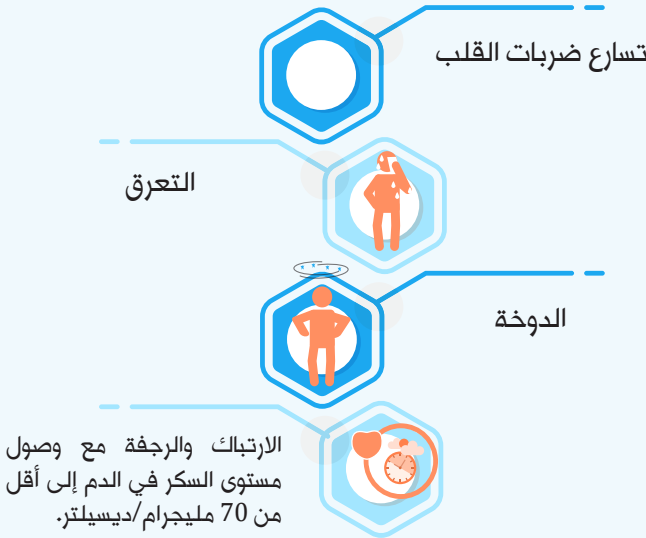 تسارع ضربات القلب
التعرق
الدوخة
الارتباك والرجفة مع وصول
مستوى السكر في الدم إلى أقل
من 70 مليجرام/ديسيلتر.